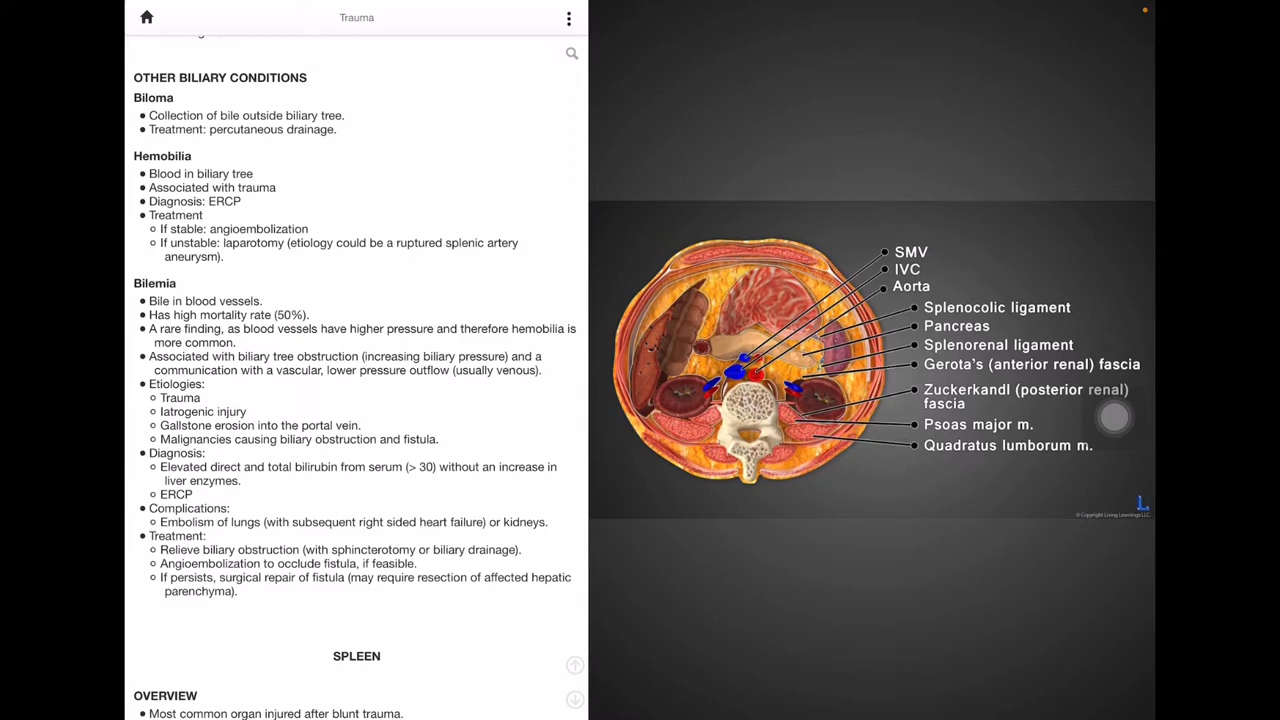 Trauma
OTHER BILIARY CONDITIONS
Biloma
● Collection of bile outside biliary tree.
● Treatment: percutaneous drainage.
Hemobilia
● Blood in biliary tree
● Associated with trauma
● Diagnosis: ERCP
● Treatment
○ If stable: angioembolization
○ If unstable: laparotomy (etiology could be a ruptured splenic artery
aneurysm).
Bilemia
● Bile in blood vessels.
● Has high mortality rate (50%).
● A rare finding, as blood vessels have higher pressure and therefore hemobilia is
more common.
● Associated with biliary tree obstruction (increasing biliary pressure) and a
communication with a vascular, lower pressure outflow (usually venous).
● Etiologies:
○ Trauma
○ Iatrogenic injury
○ Gallstone erosion into the portal vein.
○ Malignancies causing biliary obstruction and fistula.
● Diagnosis:
○ Elevated direct and total bilirubin from serum (> 30) without an increase in
liver enzymes.
○ ERCP
● Complications:
○ Embolism of lungs (with subsequent right sided heart failure) or kidneys.
● Treatment:
○ Relieve biliary obstruction (with sphincterotomy or biliary drainage).
○ Angioembolization to occlude fistula, if feasible.
○ If persists, surgical repair of fistula (may require resection of affected hepatic
parenchyma).
SPLEEN
OVERVIEW
● Most common organ injured after blunt trauma.
SMV
IVC
Aorta
Splenocolic ligament
Pancreas
Splenorenal ligament
Gerota's (anterior renal) fascia
Zuckerkandl (posterior renal)
fascia
Psoas major m.
Quadratus lumborum m.
L
© Copyright Living Learnings LLC